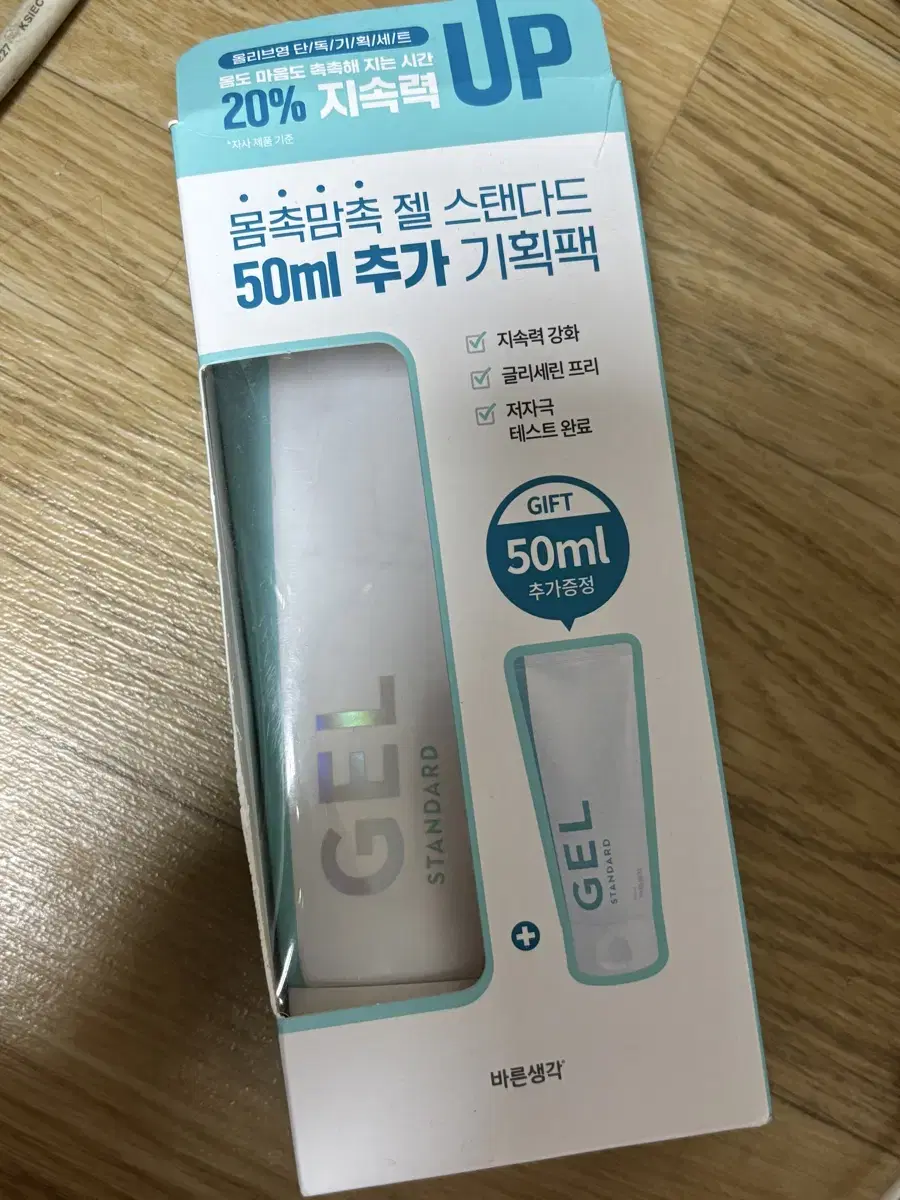 올리브영 단/독/기/획/세/트
몸도 마음도 촉촉해 지는 시간
20% 지속력 UP
*자사 제품 기준
몸촉맘촉 젤 스탠다드
50ml 추가 기획팩
지속력 강화
글리세린 프리
저자극
테스트 완료
GIFT
50ml
추가증정
GEL
STANDARD
GEL
STANDARD
바른생각
227
KSIEC